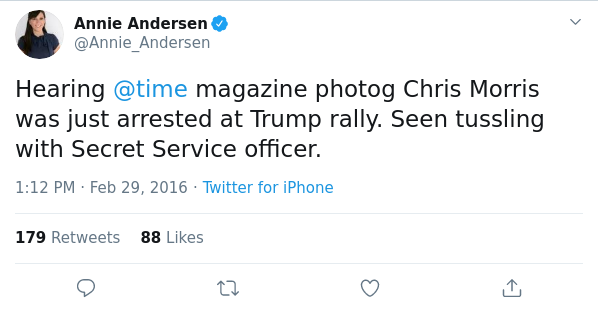 Annie Andersen
@Annie_Andersen
Hearing @time magazine photog Chris Morris
was just arrested at Trump rally. Seen tussling
with Secret Service officer.
1:12 PM · Feb 29, 2016 · Twitter for iPhone
179 Retweets 88 Likes